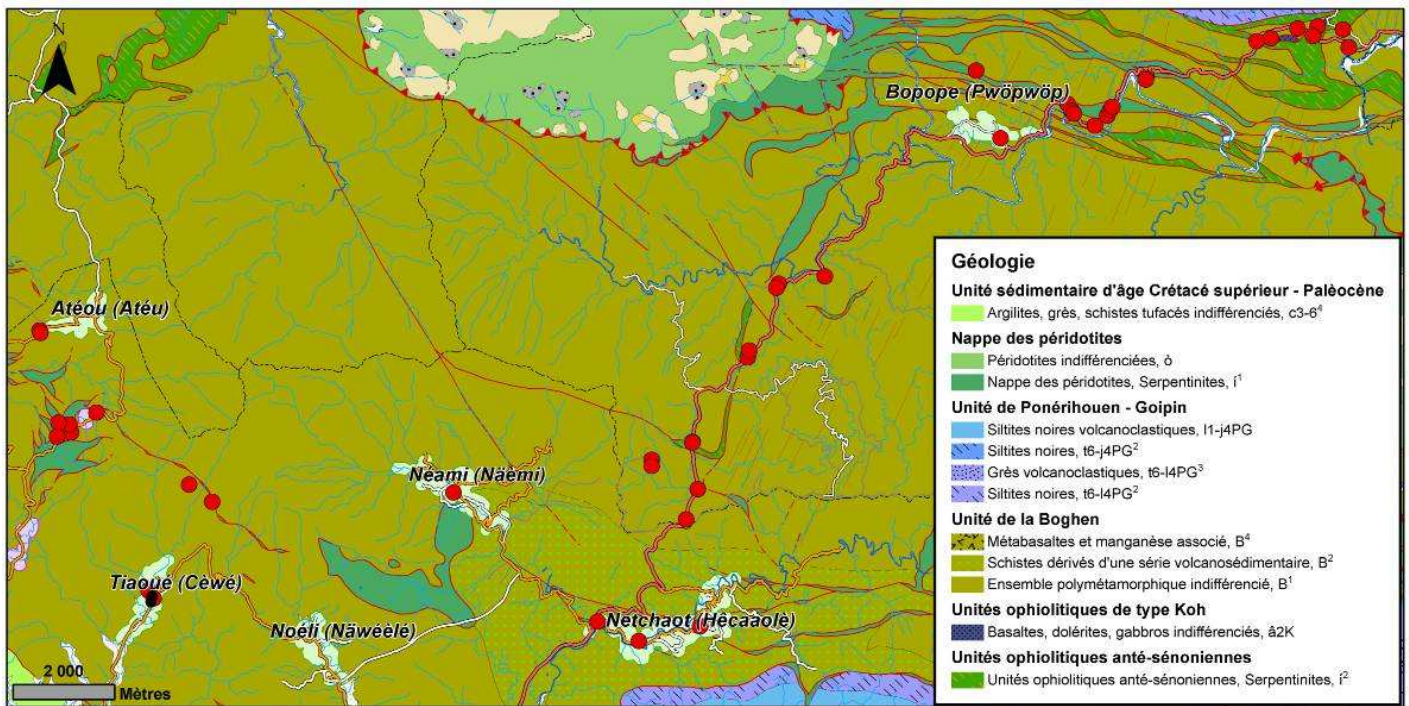 N
Bopope (Pwöpwöp)
Atéou (Atéu)
Néami (Näèmi)
Tiaoué (Cèwé)
Noéli (Näwéèlé)
Netchaot (Hècaaolè)
2 000
Mètres
Géologie
Unité sédimentaire d'âge Crétacé supérieur - Palèocène
Argilites, grès, schistes tufacés indifférenciés, c3-6⁴
Nappe des péridotites
Péridotites indifférenciées, ò
Nappe des péridotites, Serpentinites, í¹
Unité de Ponérihouen - Goipin
Siltites noires volcanoclastiques, l1-j4PG
Siltites noires, t6-j4PG²
Grès volcanoclastiques, t6-l4PG³
Siltites noires, t6-l4PG²
Unité de la Boghen
Métabasaltes et manganèse associé, B⁴
Schistes dérivés d'une série volcanosédimentaire, B²
Ensemble polymétamorphique indifférencié, B¹
Unités ophiolitiques de type Koh
Basaltes, dolérites, gabbros indifférenciés, â2K
Unités ophiolitiques anté-sénoniennes
Unités ophiolitiques anté-sénoniennes, Serpentinites, í²